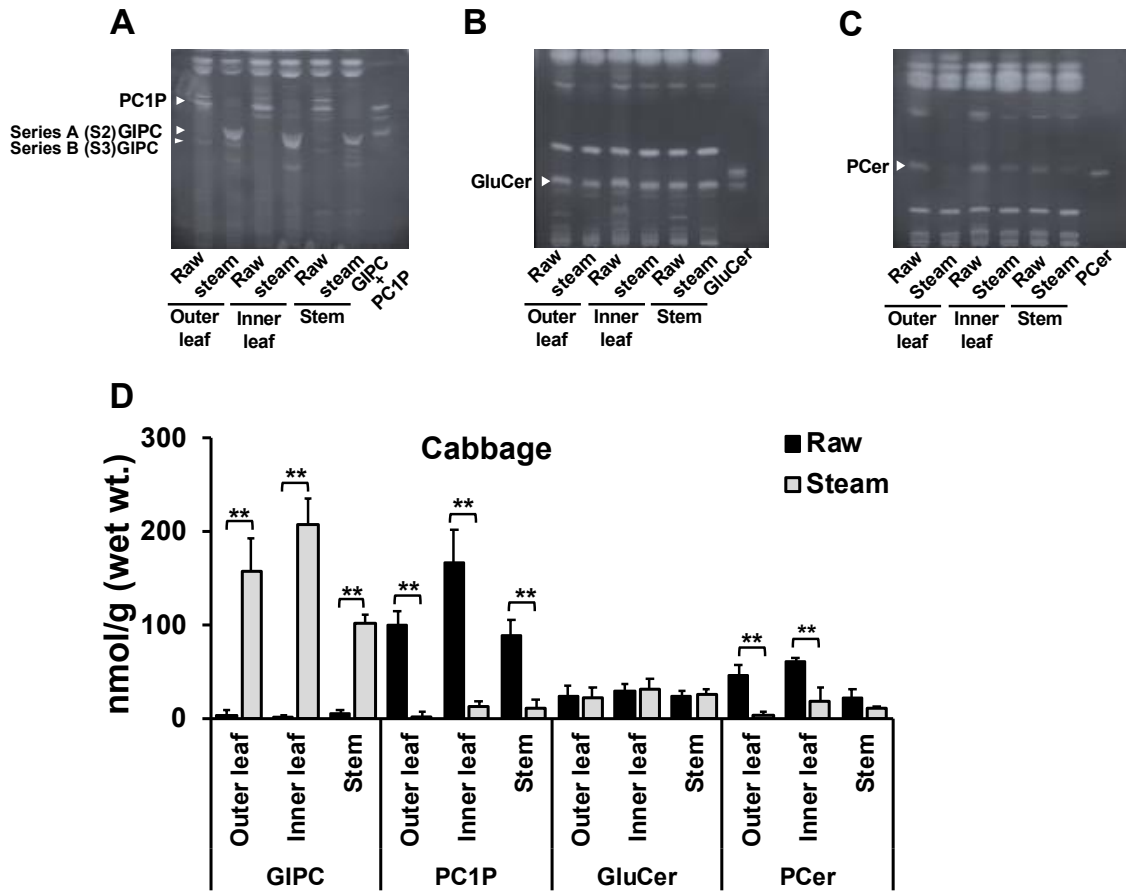 A
B
C
PC1P
Series A (S2)GIPC
Series B (S3)GIPC
Raw
steam
Raw
steam
Raw
steam
GIPC
+
PC1P
Outer
leaf
Inner
leaf
Stem
GluCer
Raw
steam
Raw
steam
Raw
steam
GluCer
Outer
leaf
Inner
leaf
Stem
PCer
Raw
Steam
Raw
Steam
Raw
Steam
PCer
Outer
leaf
Inner
leaf
Stem
D
Cabbage
Raw
Steam
nmol/g (wet wt.)
300
200
100
0
**
**
**
**
**
**
**
**
Outer leaf
Inner leaf
Stem
Outer leaf
Inner leaf
Stem
Outer leaf
Inner leaf
Stem
Outer leaf
Inner leaf
Stem
GIPC
PC1P
GluCer
PCer